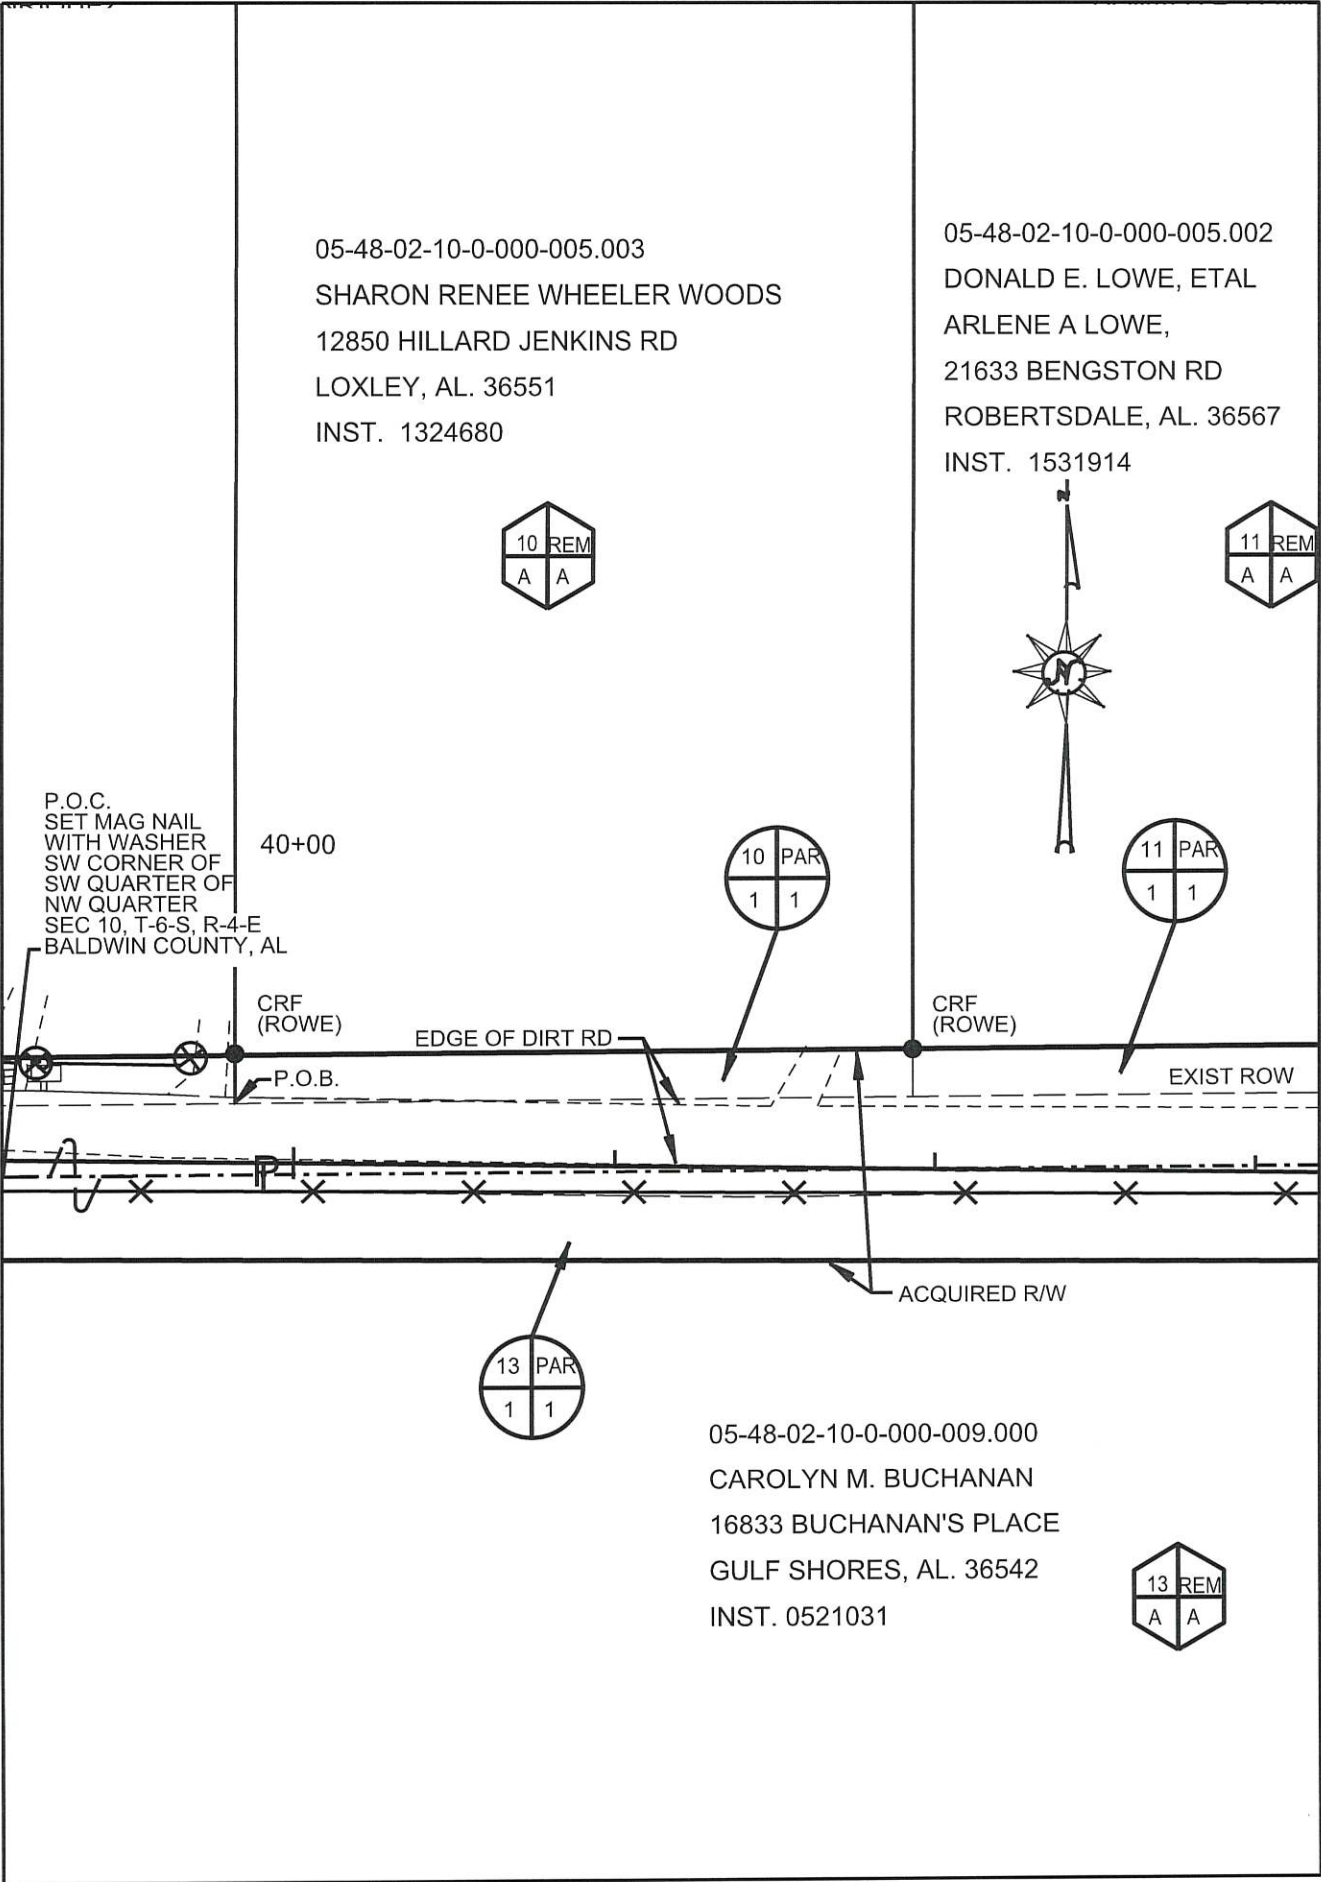 05-48-02-10-0-000-005.003
SHARON RENEE WHEELER WOODS
12850 HILLARD JENKINS RD
LOXLEY, AL. 36551
INST. 1324680
05-48-02-10-0-000-005.002
DONALD E. LOWE, ETAL
ARLENE A LOWE,
21633 BENGSTON RD
ROBERTSDALE, AL. 36567
INST. 1531914
10 REM
A A
N
11 REM
A A
N
P.O.C.
SET MAG NAIL
WITH WASHER
SW CORNER OF
SW QUARTER OF
NW QUARTER
SEC 10, T-6-S, R-4-E
BALDWIN COUNTY, AL
40+00
10 PAR
1 1
11 PAR
1 1
CRF
(ROWE)
EDGE OF DIRT RD
CRF
(ROWE)
P.O.B.
EXIST ROW
ACQUIRED R/W
13 PAR
1 1
05-48-02-10-0-000-009.000
CAROLYN M. BUCHANAN
16833 BUCHANAN'S PLACE
GULF SHORES, AL. 36542
INST. 0521031
13 REM
A A